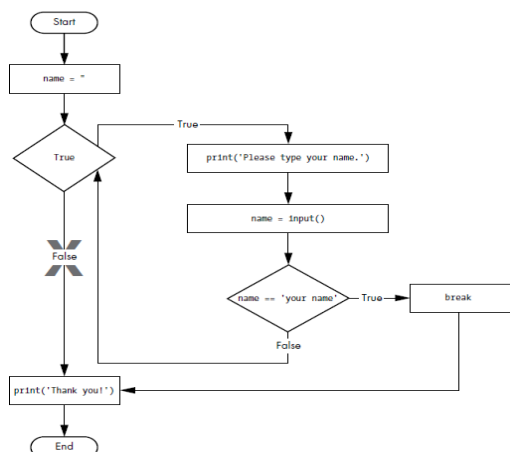 Start
name = ''
True
True
print('Please type your name.')
name = input()
False
name == 'your name'
True
break
False
print('Thank you!')
End